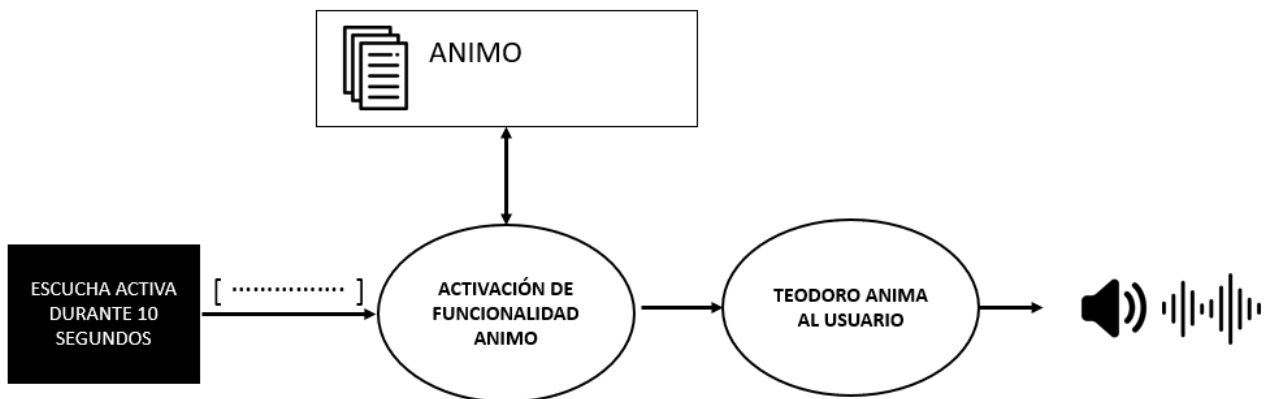 ANIMO
ESCUCHA ACTIVA
DURANTE 10
SEGUNDOS
[ ................ ]
ACTIVACIÓN DE
FUNCIONALIDAD
ANIMO
TEODORO ANIMA
AL USUARIO